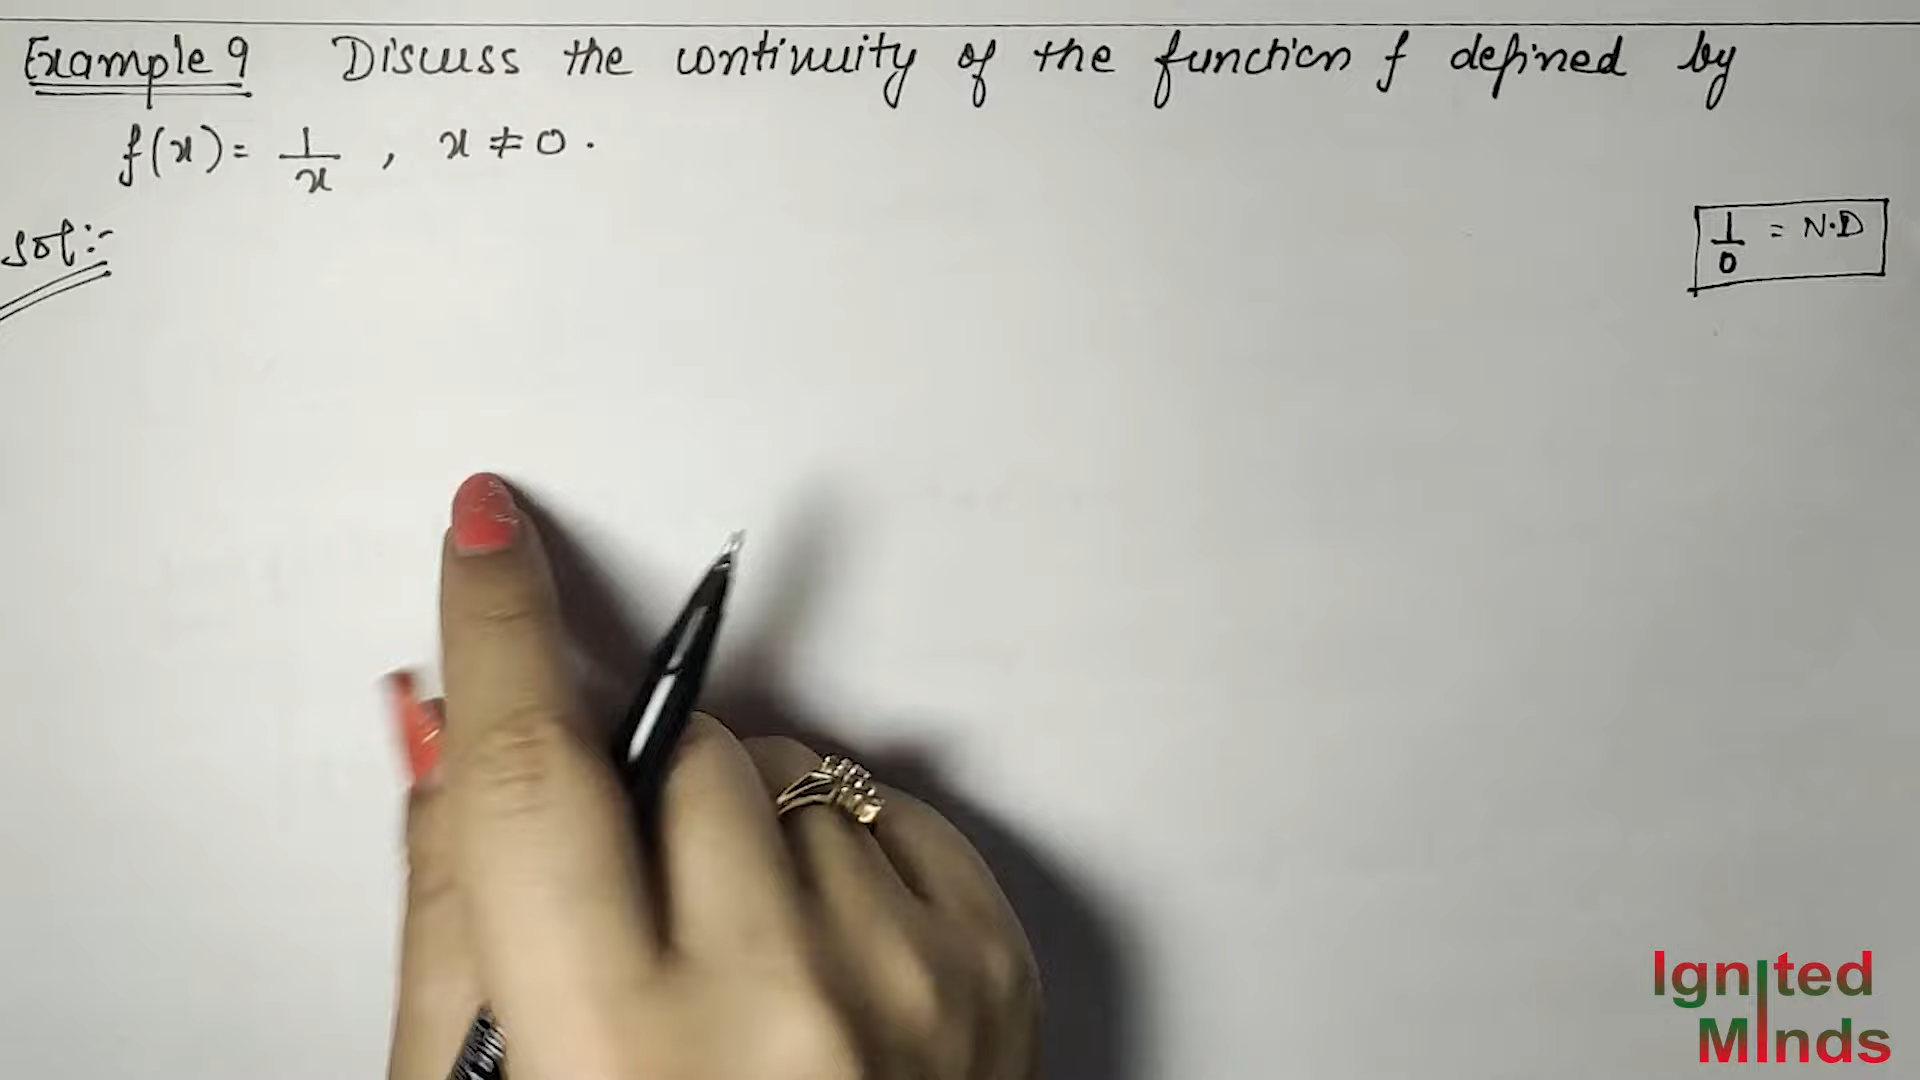 Example 9 Discuss the continuity of the function f defined by
f(x) = 1/x , x ≠ 0.
Sol:-
1/0 = N.D
Ignited
Minds